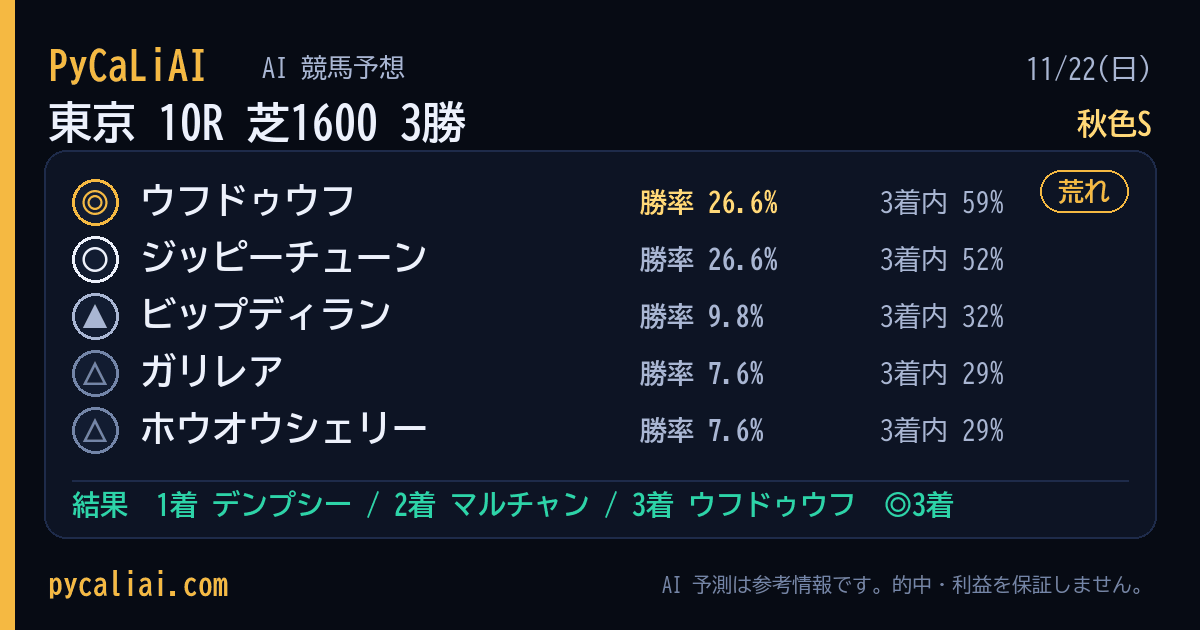 PyCaLiAI AI 競馬予想 11/22(日)
東京 10R 芝1600 3勝 秋色S
◎ ウフドゥウフ 勝率 26.6% 3着内 59% 荒れ
○ ジッピーチューン 勝率 26.6% 3着内 52%
▲ ビップディラン 勝率 9.8% 3着内 32%
△ ガリレア 勝率 7.6% 3着内 29%
△ ホウオウシェリー 勝率 7.6% 3着内 29%
結果 1着 デンプシー / 2着 マルチャン / 3着 ウフドゥウフ ◎3着
pycaliai.com AI 予測は参考情報です。的中・利益を保証しません。